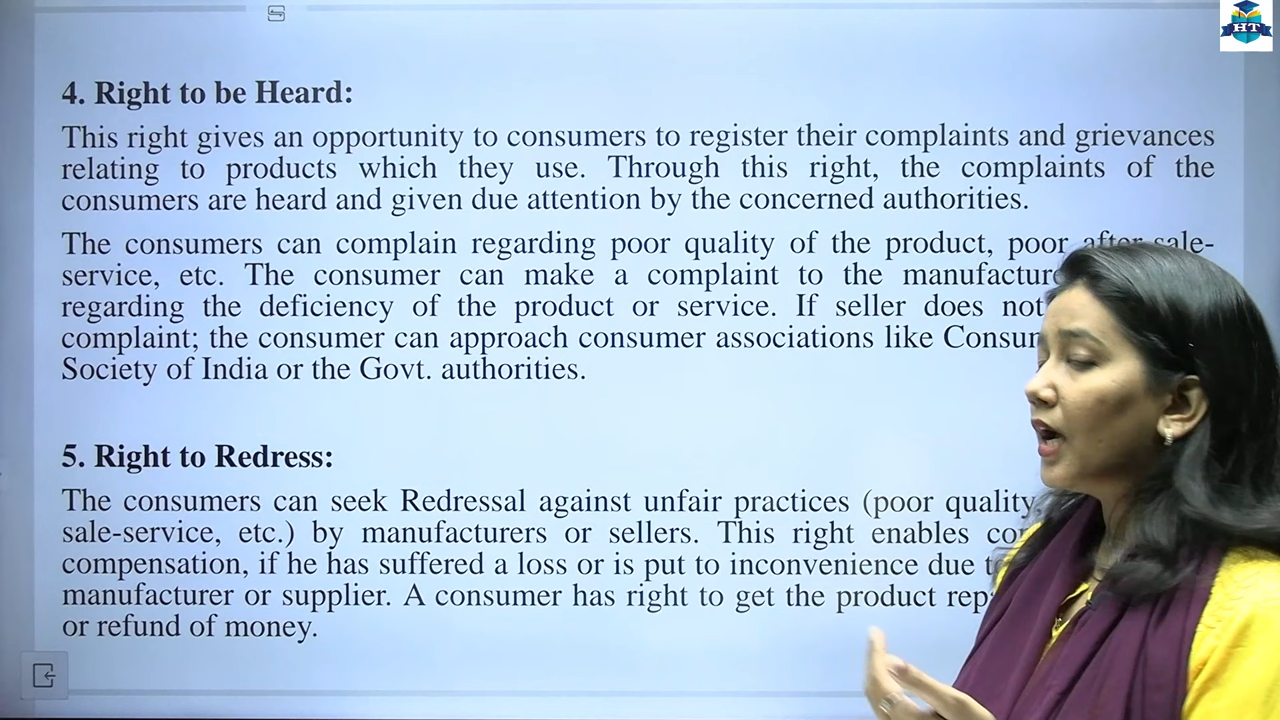 HT
4. Right to be Heard:
This right gives an opportunity to consumers to register their complaints and grievances
relating to products which they use. Through this right, the complaints of the
consumers are heard and given due attention by the concerned authorities.
The consumers can complain regarding poor quality of the product, poor after-sale-
service, etc. The consumer can make a complaint to the
regarding the deficiency of the product or service. If seller does not
complaint; the consumer can approach consumer associations like
Society of India or the Govt. authorities.
5. Right to Redress:
The consumers can seek Redressal against unfair practices (poor quality
sale-service, etc.) by manufacturers or sellers. This right enables
compensation, if he has suffered a loss or is put to inconvenience due
manufacturer or supplier. A consumer has right to get the product
or refund of money.